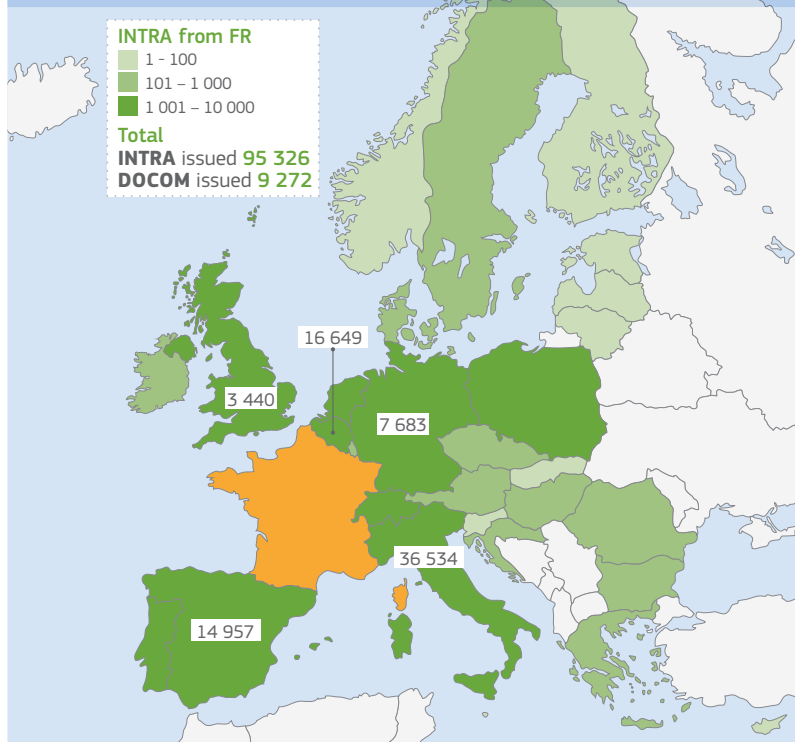 INTRA from FR
1 - 100
101 – 1 000
1 001 – 10 000
Total
INTRA issued 95 326
DOCOM issued 9 272
16 649
3 440
7 683
36 534
14 957